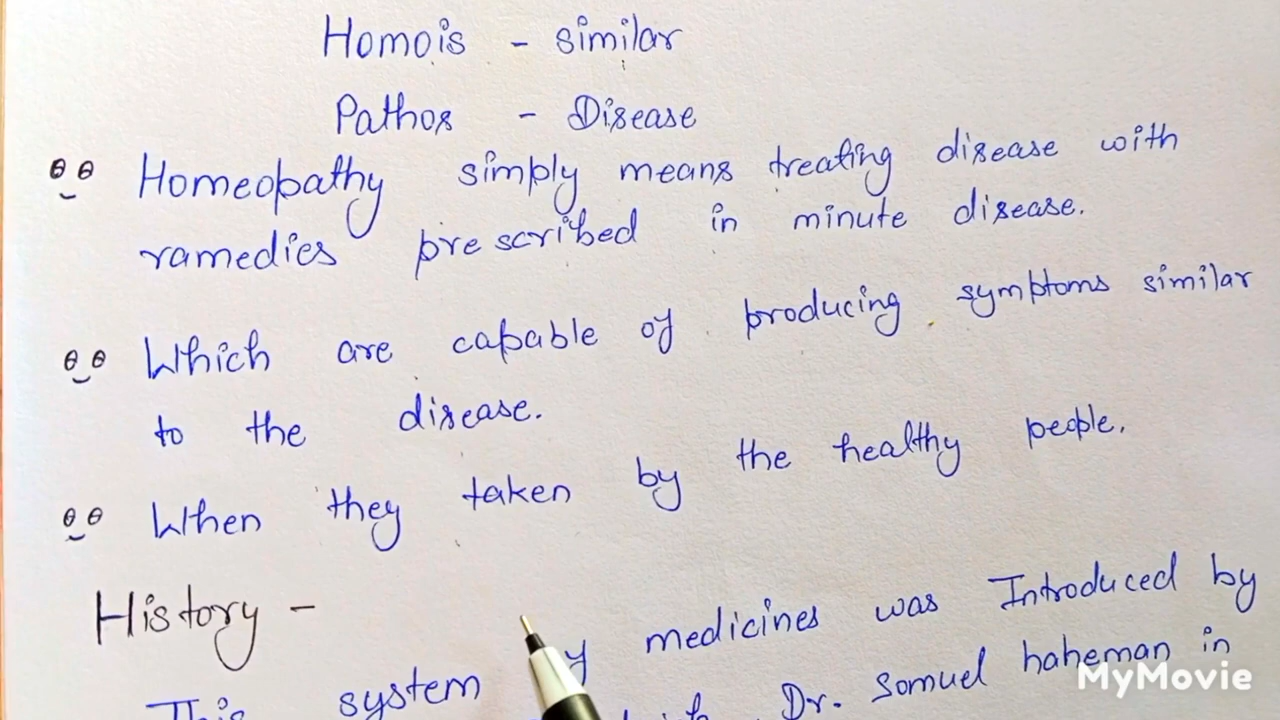 Homois - similar
Pathos - Disease
Homeopathy simply means treating disease with
ramedies prescribed in minute disease.
Which are capable of producing symptoms similar
to the disease.
When they taken by the healthy people.
History -
This system of medicines was Introduced by
Dr. Somuel haheman in
MyMovie